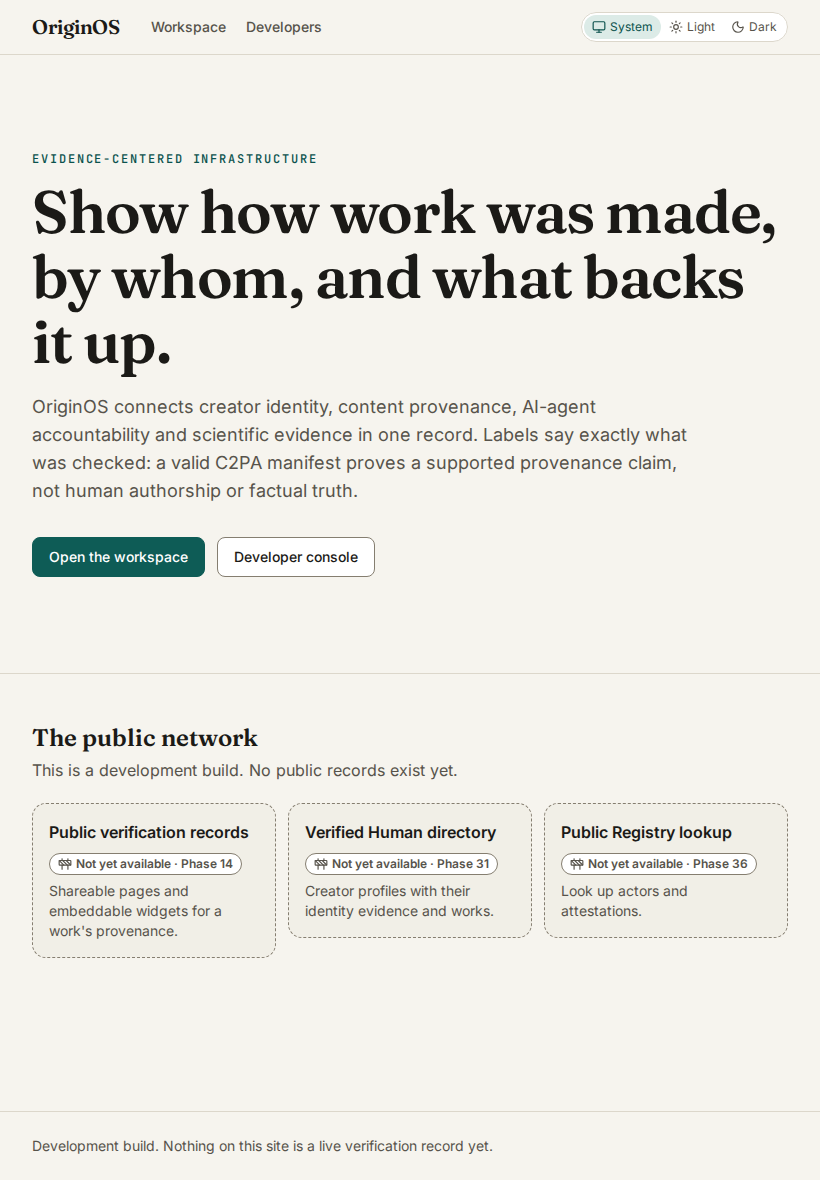 OriginOS
Workspace
Developers
System
Light
Dark
EVIDENCE-CENTERED INFRASTRUCTURE
Show how work was made,
by whom, and what backs
it up.
OriginOS connects creator identity, content provenance, AI-agent
accountability and scientific evidence in one record. Labels say exactly what
was checked: a valid C2PA manifest proves a supported provenance claim,
not human authorship or factual truth.
Open the workspace
Developer console
The public network
This is a development build. No public records exist yet.
Public verification records
Not yet available · Phase 14
Shareable pages and
embeddable widgets for a
work's provenance.
Verified Human directory
Not yet available · Phase 31
Creator profiles with their
identity evidence and works.
Public Registry lookup
Not yet available · Phase 36
Look up actors and
attestations.
Development build. Nothing on this site is a live verification record yet.